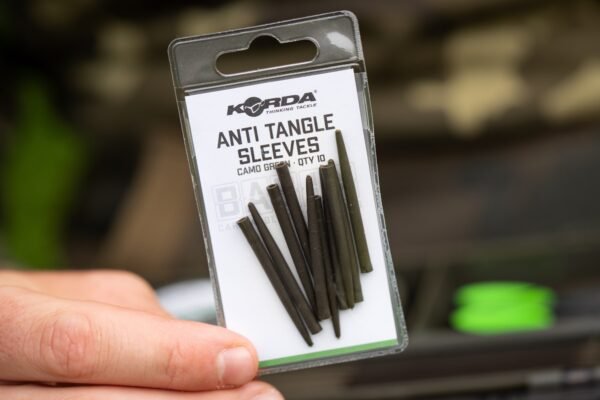 KORDA
THINKING TACKLE
ANTI TANGLE
SLEEVES
CAMO GREEN · QTY 10